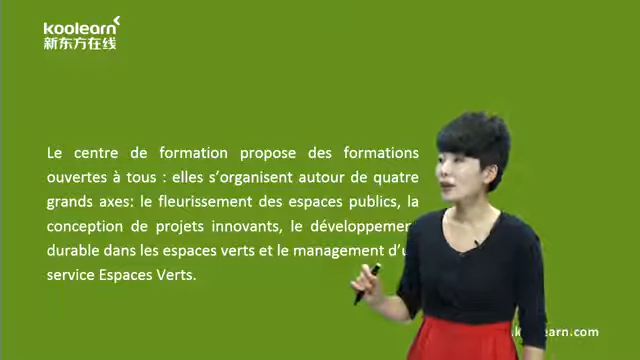 koolearn
新东方在线
Le centre de formation propose des formations
ouvertes à tous : elles s'organisent autour de quatre
grands axes: le fleurissement des espaces publics, la
conception de projets innovants, le développemen
durable dans les espaces verts et le management d'u
service Espaces Verts.